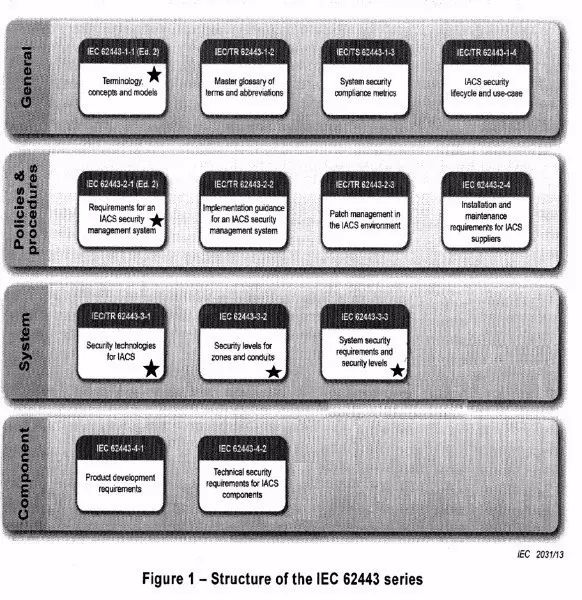 General
IEC 62443-1-1 (Ed. 2)
Terminology,
concepts and models
IEC/TR 62443-1-2
Master glossary of
terms and abbreviations
IEC/TS 62443-1-3
System security
compliance metrics
IEC/TR 62443-1-4
IACS security
lifecycle and use-case
Policies &
procedures
IEC 62443-2-1 (Ed. 2)
Requirements for an
IACS security
management system
IEC/TR 62443-2-2
Implementation guidance
for an IACS security
management system
IEC/TR 62443-2-3
Patch management in
the IACS environment
IEC 62443-2-4
Installation and
maintenance
requirements for IACS
suppliers
System
IEC/TR 62443-3-1
Security technologies
for IACS
IEC 62443-3-2
Security levels for
zones and conduits
IEC 62443-3-3
System security
requirements and
security levels
Component
IEC 62443-4-1
Product development
requirements
IEC 62443-4-2
Technical security
requirements for IACS
components
IEC 2031/13
Figure 1 – Structure of the IEC 62443 series